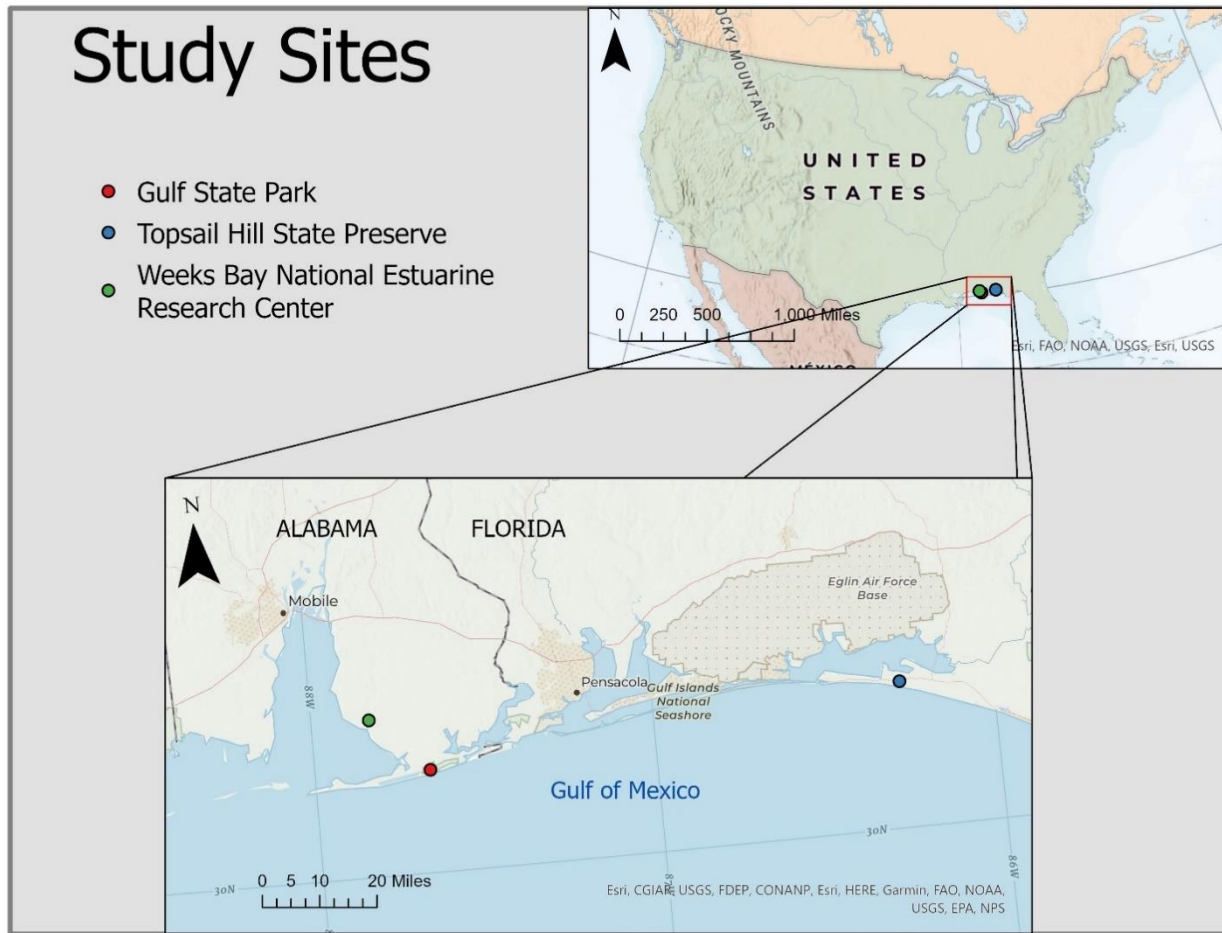 Study Sites
Gulf State Park
Topsail Hill State Preserve
Weeks Bay National Estuarine
Research Center
N
ROCKY MOUNTAINS
UNITED
STATES
0 250 500 1,000 Miles
MÉXICO
Esri, FAO, NOAA, USGS, Esri, USGS
N
ALABAMA
FLORIDA
Mobile
Eglin Air Force
Base
Pensacola
Gulf Islands
National
Seashore
88W
Gulf of Mexico
30N
87W
86W
30N
0 5 10 20 Miles
Esri, CGIAR, USGS, FDEP, CONANP, Esri, HERE, Garmin, FAO, NOAA,
USGS, EPA, NPS